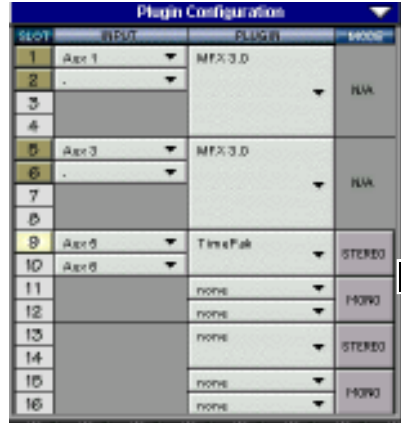 Plugin Configuration
SLOT INPUT PLUGIN MODE
1 Aux 1 MFX 3.0 N/A
2 -
3
4
5 Aux 3 MFX 3.0 N/A
6 -
7
8
9 Aux 5 TimePak STEREO
10 Aux 6
11 none MONO
12 none
13 none STEREO
14
15 none MONO
16 none